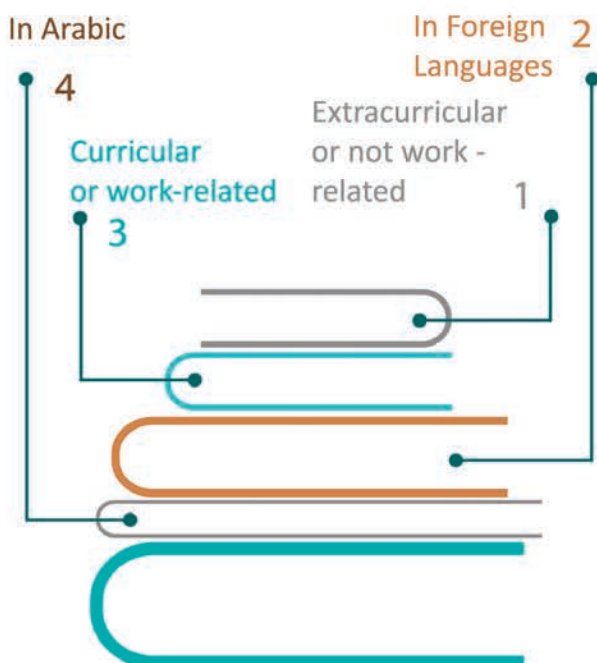 In Arabic
4
In Foreign
Languages
2
Curricular
or work-related
3
Extracurricular
or not work -
related
1